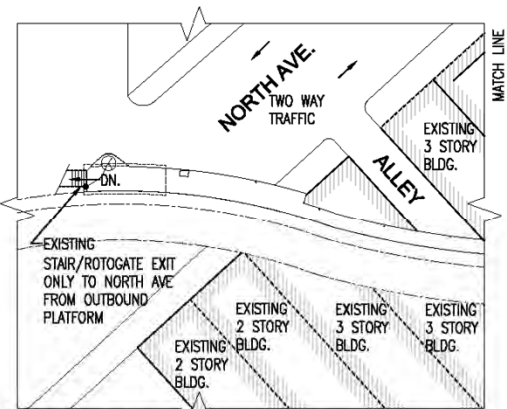 MATCH LINE
NORTH AVE.
TWO WAY
TRAFFIC
EXISTING
3 STORY
BLDG.
ALLEY
DN.
EXISTING
STAIR/ROTOGATE EXIT
ONLY TO NORTH AVE
FROM OUTBOUND
PLATFORM
EXISTING
2 STORY
BLDG.
EXISTING
2 STORY
BLDG.
EXISTING
3 STORY
BLDG.
EXISTING
3 STORY
BLDG.